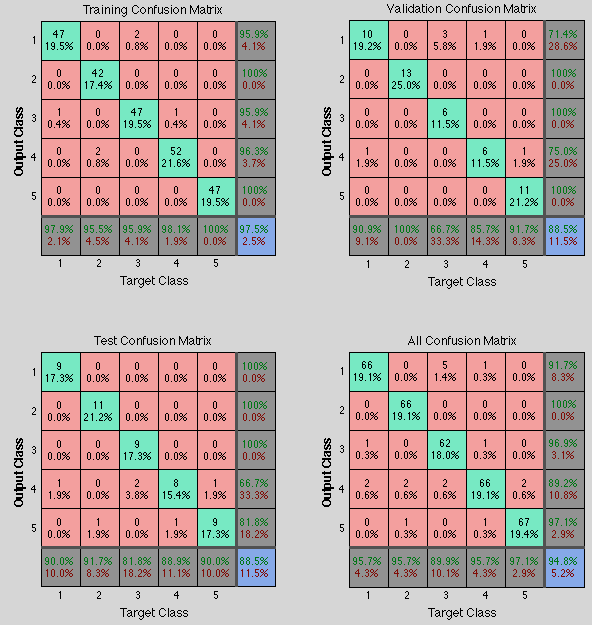 Training Confusion Matrix
47 0 2 0 0 95.9%
1 19.5% 0.0% 0.8% 0.0% 0.0% 4.1%
0 42 0 0 0 100%
2 0.0% 17.4% 0.0% 0.0% 0.0% 0.0%
1 0 47 1 0 95.9%
3 0.4% 0.0% 19.5% 0.4% 0.0% 4.1%
0 2 0 52 0 96.3%
4 0.0% 0.8% 0.0% 21.6% 0.0% 3.7%
0 0 0 0 47 100%
5 0.0% 0.0% 0.0% 0.0% 19.5% 0.0%
97.9% 95.5% 95.9% 98.1% 100% 97.5%
2.1% 4.5% 4.1% 1.9% 0.0% 2.5%
1 2 3 4 5
Target Class
Output Class
Validation Confusion Matrix
10 0 3 1 0 71.4%
1 19.2% 0.0% 5.8% 1.9% 0.0% 28.6%
0 13 0 0 0 100%
2 0.0% 25.0% 0.0% 0.0% 0.0% 0.0%
0 0 6 0 0 100%
3 0.0% 0.0% 11.5% 0.0% 0.0% 0.0%
1 0 0 6 1 75.0%
4 1.9% 0.0% 0.0% 11.5% 1.9% 25.0%
0 0 0 0 11 100%
5 0.0% 0.0% 0.0% 0.0% 21.2% 0.0%
90.9% 100% 66.7% 85.7% 91.7% 88.5%
9.1% 0.0% 33.3% 14.3% 8.3% 11.5%
1 2 3 4 5
Target Class
Output Class
Test Confusion Matrix
9 0 0 0 0 100%
1 17.3% 0.0% 0.0% 0.0% 0.0% 0.0%
0 11 0 0 0 100%
2 0.0% 21.2% 0.0% 0.0% 0.0% 0.0%
0 0 9 0 0 100%
3 0.0% 0.0% 17.3% 0.0% 0.0% 0.0%
1 0 2 8 1 66.7%
4 1.9% 0.0% 3.8% 15.4% 1.9% 33.3%
0 1 0 1 9 81.8%
5 0.0% 1.9% 0.0% 1.9% 17.3% 18.2%
90.0% 91.7% 81.8% 88.9% 90.0% 88.5%
10.0% 8.3% 18.2% 11.1% 10.0% 11.5%
1 2 3 4 5
Target Class
Output Class
All Confusion Matrix
66 0 5 1 0 91.7%
1 19.1% 0.0% 1.4% 0.3% 0.0% 8.3%
0 66 0 0 0 100%
2 0.0% 19.1% 0.0% 0.0% 0.0% 0.0%
1 0 62 1 0 96.9%
3 0.3% 0.0% 18.0% 0.3% 0.0% 3.1%
2 2 2 66 2 89.2%
4 0.6% 0.6% 0.6% 19.1% 0.6% 10.8%
0 1 0 1 67 97.1%
5 0.0% 0.3% 0.0% 0.3% 19.4% 2.9%
95.7% 95.7% 89.9% 95.7% 97.1% 94.8%
4.3% 4.3% 10.1% 4.3% 2.9% 5.2%
1 2 3 4 5
Target Class
Output Class